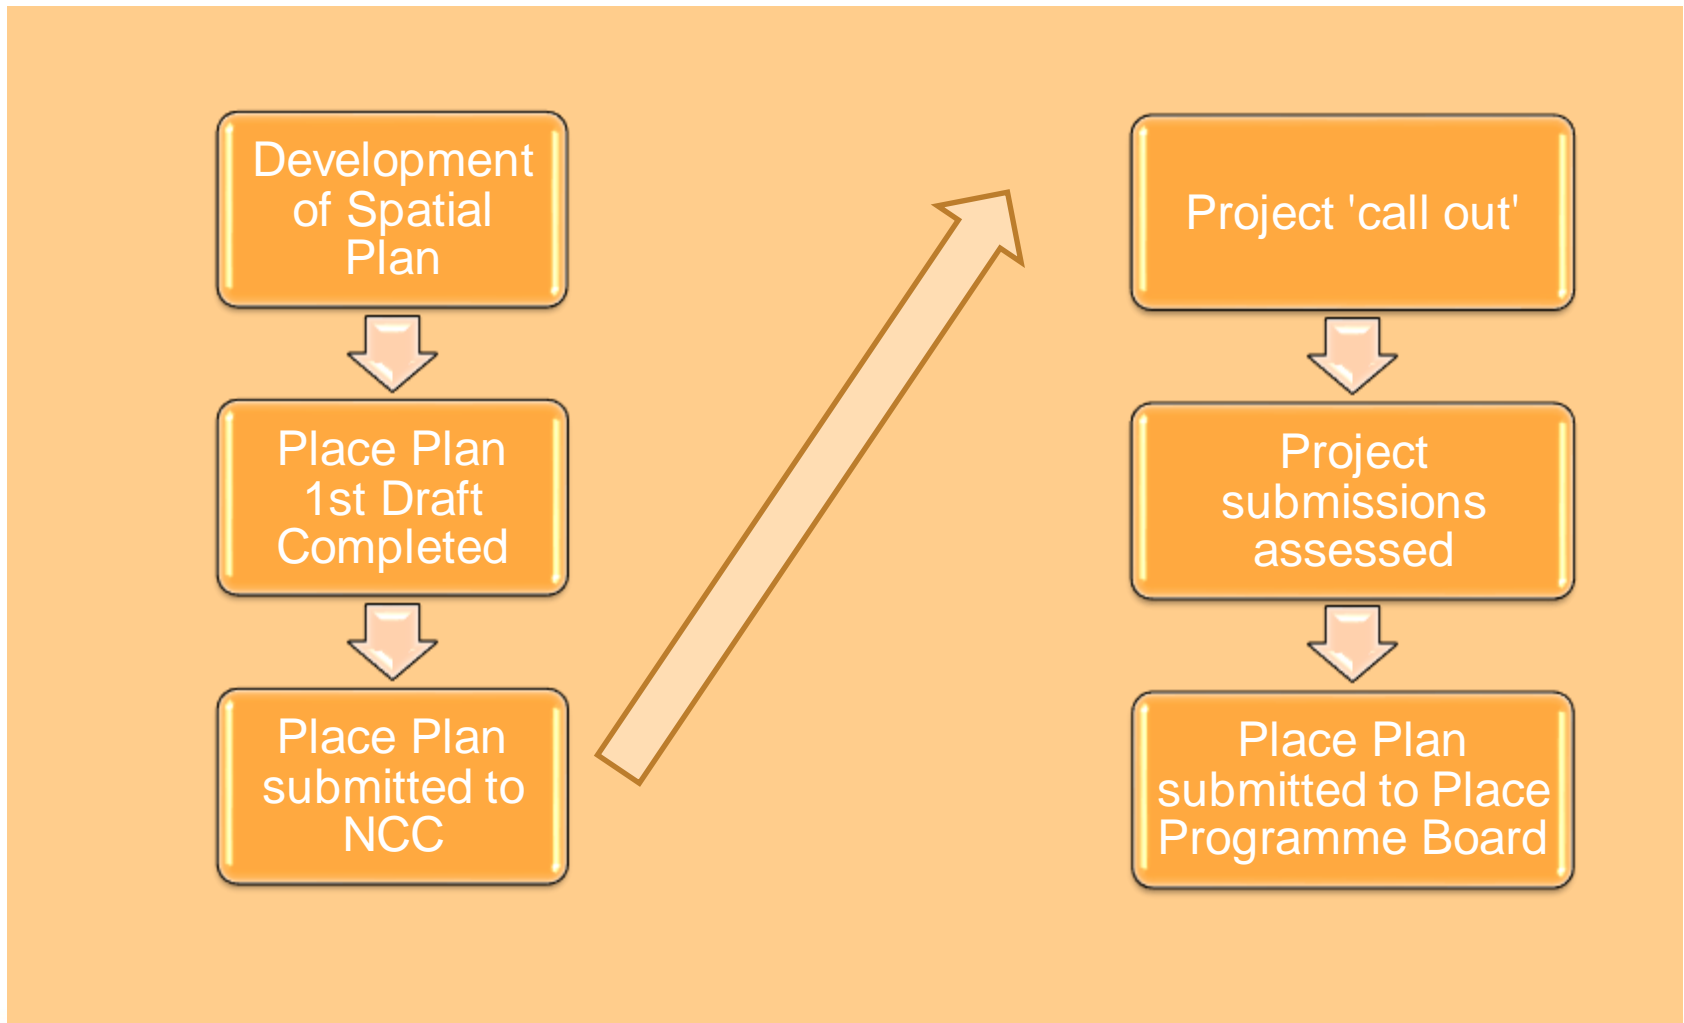 Development
of Spatial
Plan
Place Plan
1st Draft
Completed
Place Plan
submitted to
NCC
Project 'call out'
Project
submissions
assessed
Place Plan
submitted to Place
Programme Board